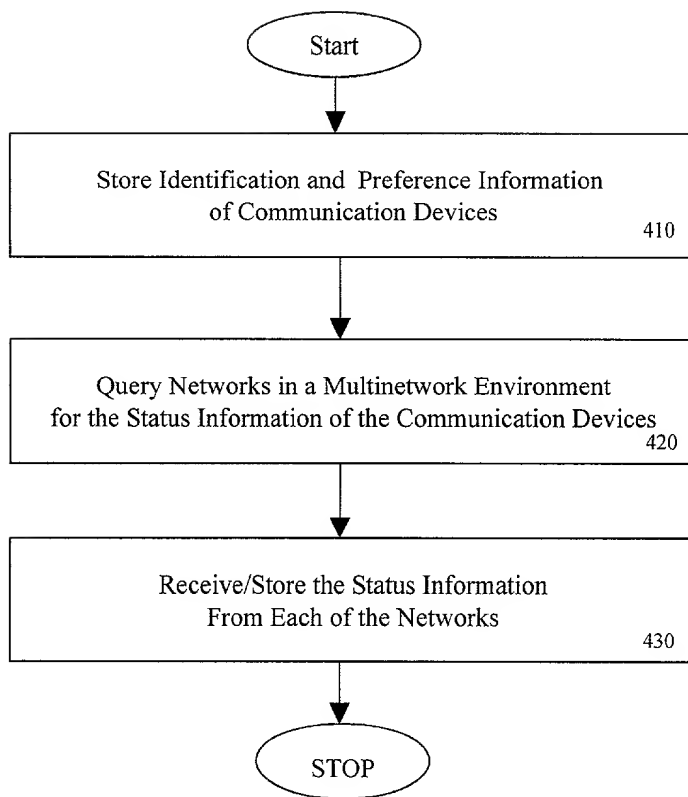 Start
Store Identification and Preference Information
of Communication Devices
410
Query Networks in a Multinetwork Environment
for the Status Information of the Communication Devices
420
Receive/Store the Status Information
From Each of the Networks
430
STOP